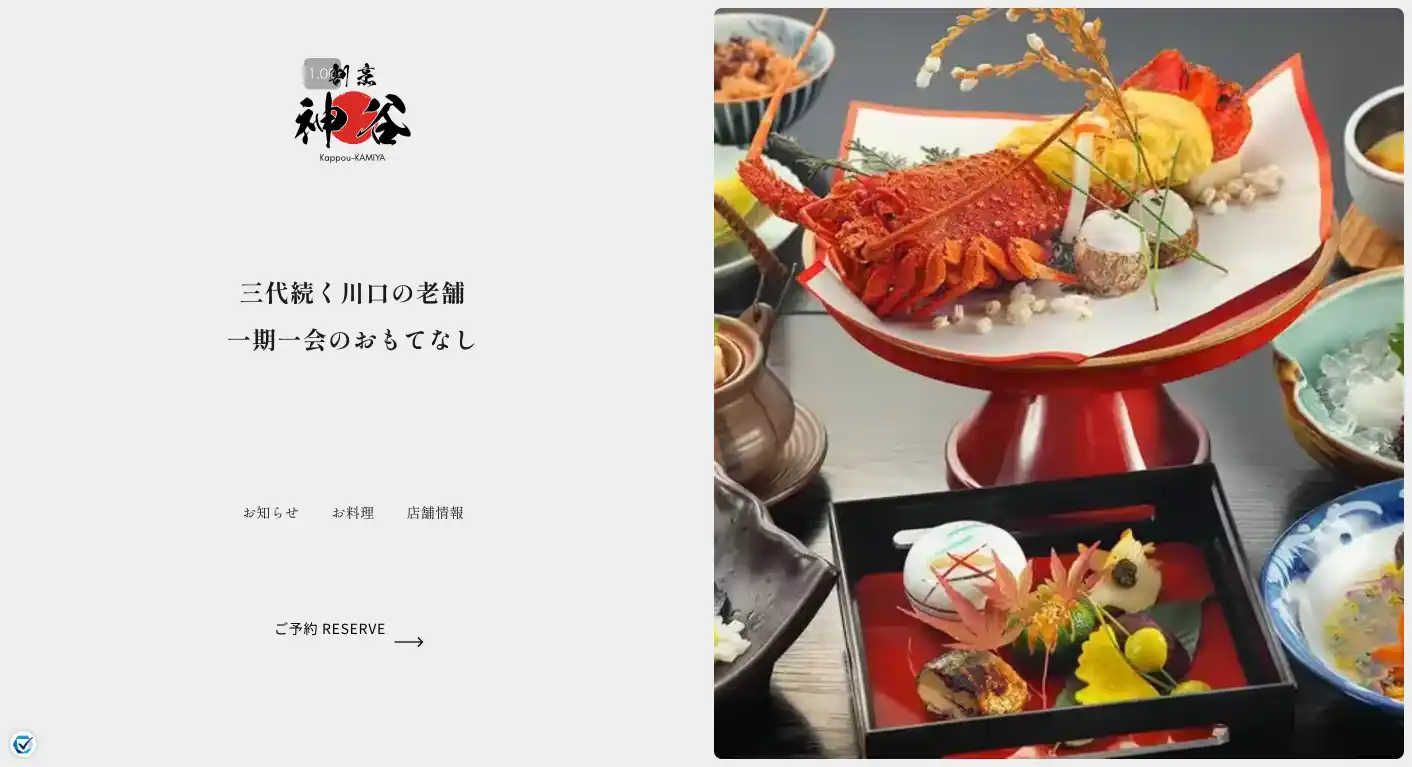 割烹
神谷
Kappou-KAMIYA
三代続く川口の老舗
一期一会のおもてなし
お知らせ
お料理
店舗情報
ご予約 RESERVE